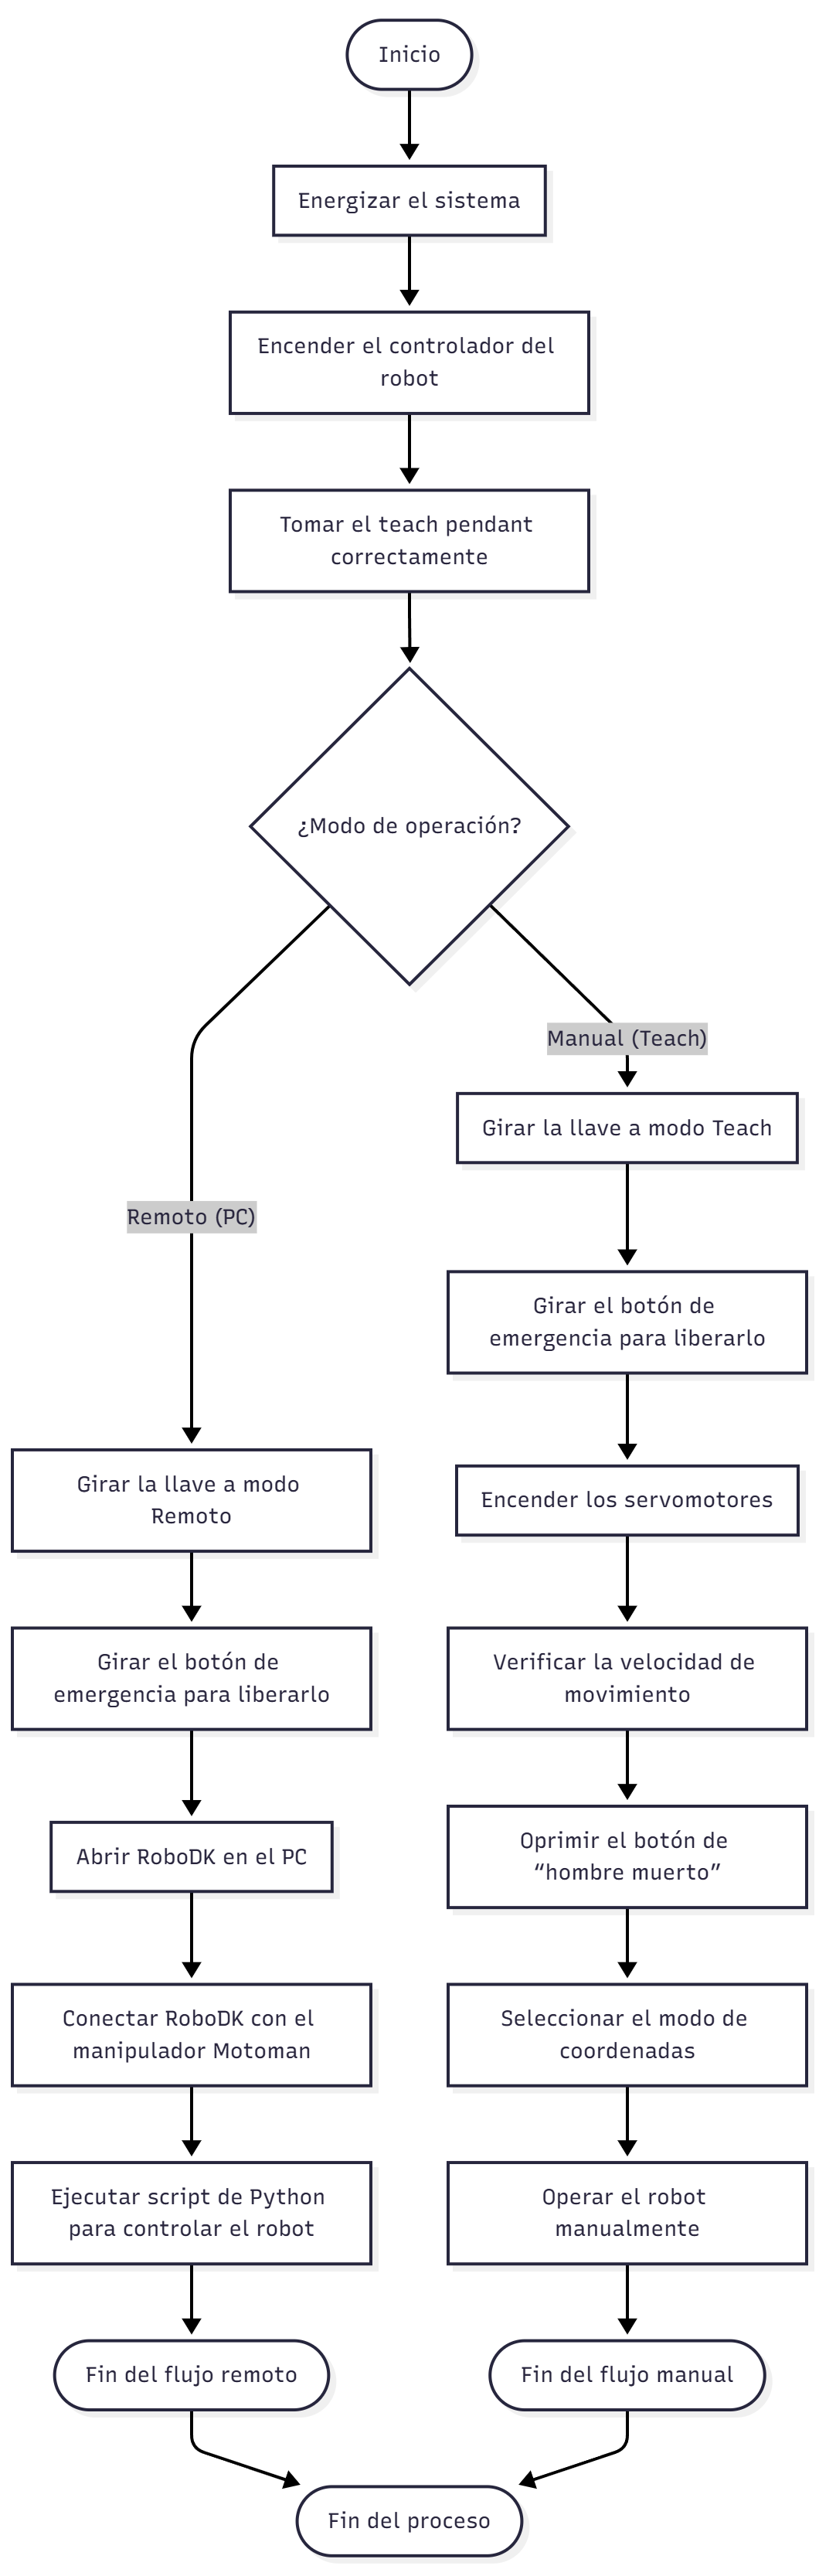 Inicio
Energizar el sistema
Encender el controlador del
robot
Tomar el teach pendant
correctamente
¿Modo de operación?
Manual (Teach)
Girar la llave a modo Teach
Remoto (PC)
Girar el botón de
emergencia para liberarlo
Girar la llave a modo
Remoto
Encender los servomotores
Girar el botón de
emergencia para liberarlo
Verificar la velocidad de
movimiento
Abrir RoboDK en el PC
Oprimir el botón de
“hombre muerto”
Conectar RoboDK con el
manipulador Motoman
Seleccionar el modo de
coordenadas
Ejecutar script de Python
para controlar el robot
Operar el robot
manualmente
Fin del flujo remoto
Fin del flujo manual
Fin del proceso